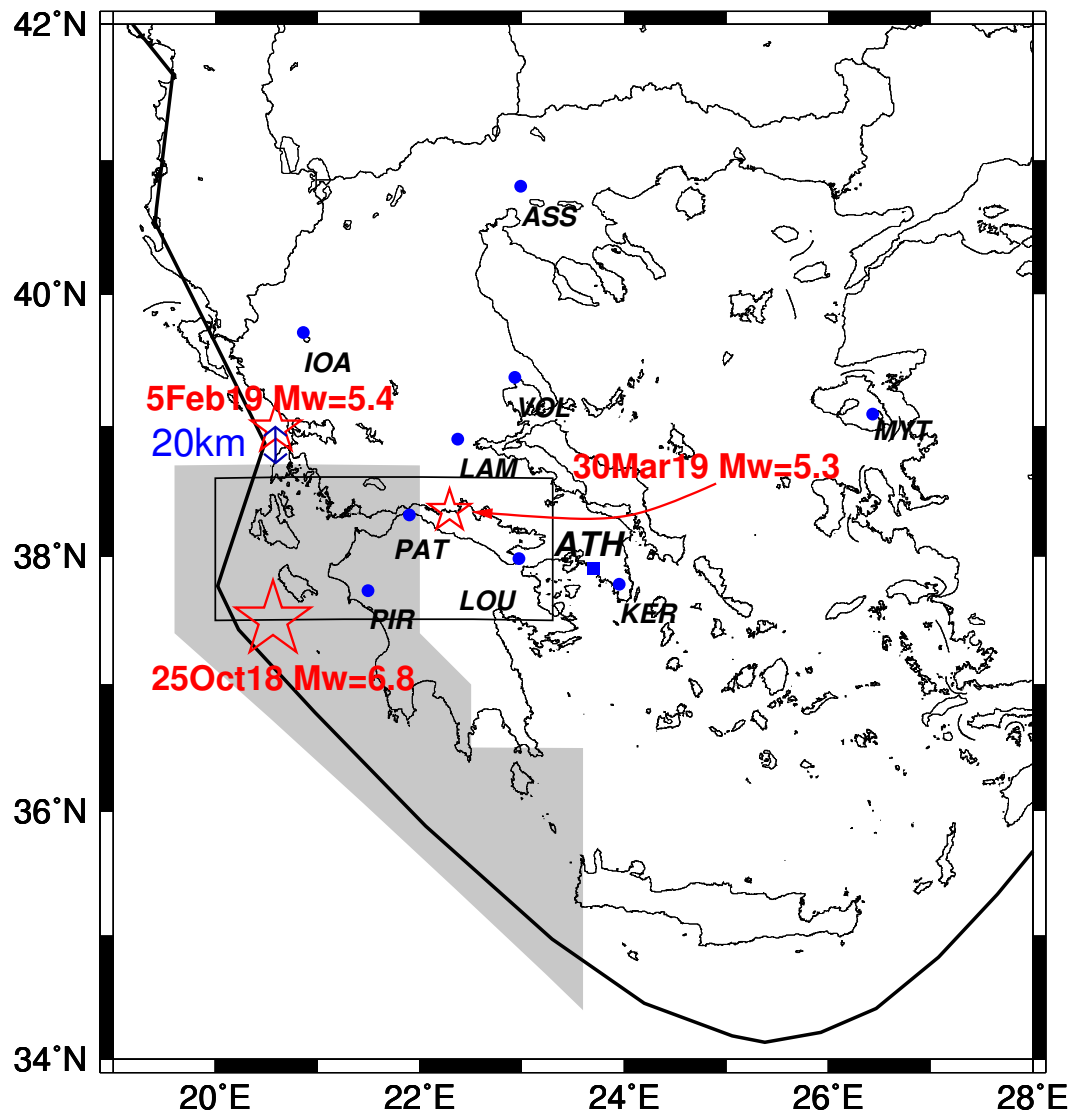 42˚N
ASS
40˚N
IOA
5Feb19 Mw=5.4
VOL
MYT
20km
LAM
30Mar19 Mw=5.3
38˚N
PAT
ATH
LOU
KER
PIR
25Oct18 Mw=6.8
36˚N
34˚N
20˚E
22˚E
24˚E
26˚E
28˚E